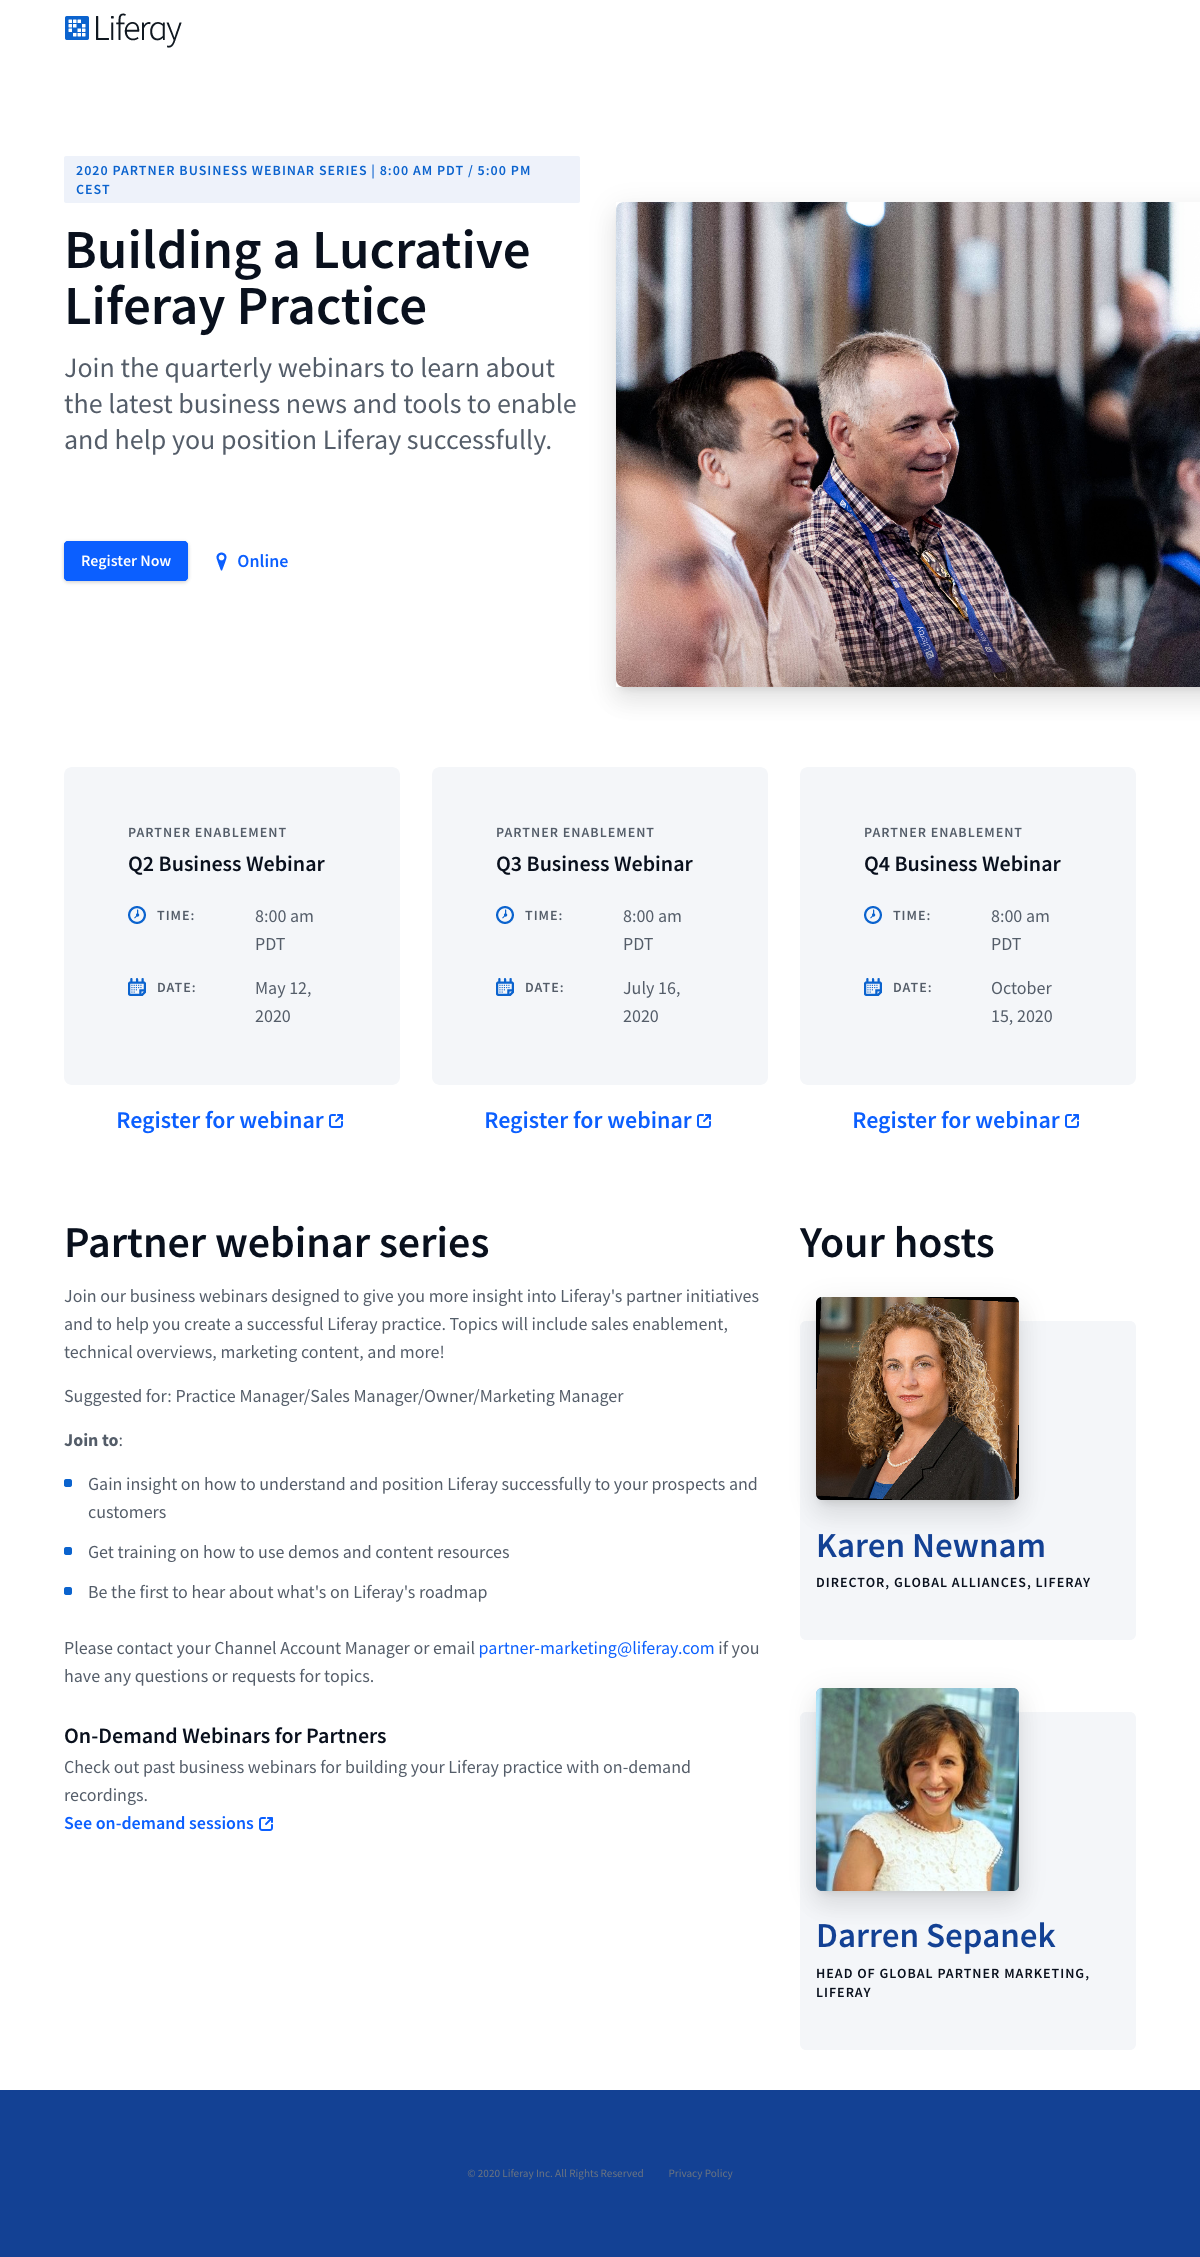 Liferay
2020 PARTNER BUSINESS WEBINAR SERIES | 8:00 AM PDT / 5:00 PM
CEST
Building a Lucrative
Liferay Practice
Join the quarterly webinars to learn about
the latest business news and tools to enable
and help you position Liferay successfully.
Register Now
Online
PARTNER ENABLEMENT
Q2 Business Webinar
TIME: 8:00 am
PDT
DATE: May 12,
2020
Register for webinar
PARTNER ENABLEMENT
Q3 Business Webinar
TIME: 8:00 am
PDT
DATE: July 16,
2020
Register for webinar
PARTNER ENABLEMENT
Q4 Business Webinar
TIME: 8:00 am
PDT
DATE: October
15, 2020
Register for webinar
Partner webinar series
Join our business webinars designed to give you more insight into Liferay's partner initiatives
and to help you create a successful Liferay practice. Topics will include sales enablement,
technical overviews, marketing content, and more!
Suggested for: Practice Manager/Sales Manager/Owner/Marketing Manager
Join to:
Gain insight on how to understand and position Liferay successfully to your prospects and
customers
Get training on how to use demos and content resources
Be the first to hear about what's on Liferay's roadmap
Please contact your Channel Account Manager or email partner-marketing@liferay.com if you
have any questions or requests for topics.
On-Demand Webinars for Partners
Check out past business webinars for building your Liferay practice with on-demand
recordings.
See on-demand sessions
Your hosts
Karen Newnam
DIRECTOR, GLOBAL ALLIANCES, LIFERAY
Darren Sepanek
HEAD OF GLOBAL PARTNER MARKETING,
LIFERAY
© 2020 Liferay Inc. All Rights Reserved Privacy Policy